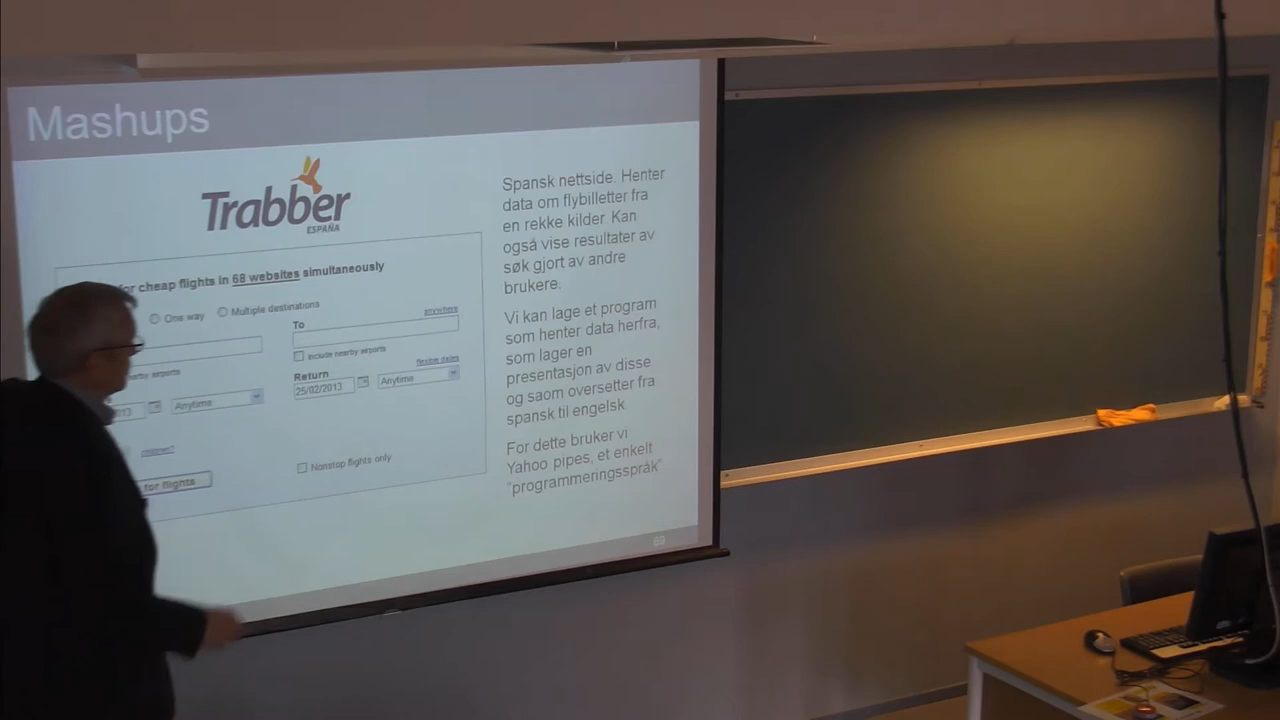 Mashups
Trabber
ESPAÑA
for cheap flights in 68 websites simultaneously
One way
Multiple destinations
anywhere
To
nearby airports
Include nearby airports
flexible dates
Return
25/02/2013
Anytime
Anytime
children?
Nonstop flights only
for flights
Spansk nettside. Henter
data om flybilletter fra
en rekke kilder. Kan
også vise resultater av
søk gjort av andre
brukere.
Vi kan lage et program
som henter data herfra,
som lager en
presentasjon av disse
og saom oversetter fra
spansk til engelsk.
For dette bruker vi
Yahoo pipes, et enkelt
"programmeringsspråk"
69